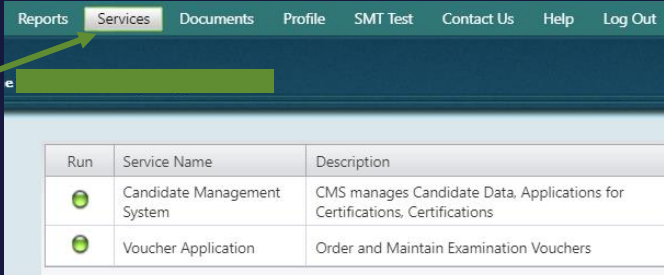 Reports Services Documents Profile SMT Test Contact Us Help Log Out
e
Run Service Name Description
Candidate Management System CMS manages Candidate Data, Applications for Certifications, Certifications
Voucher Application Order and Maintain Examination Vouchers